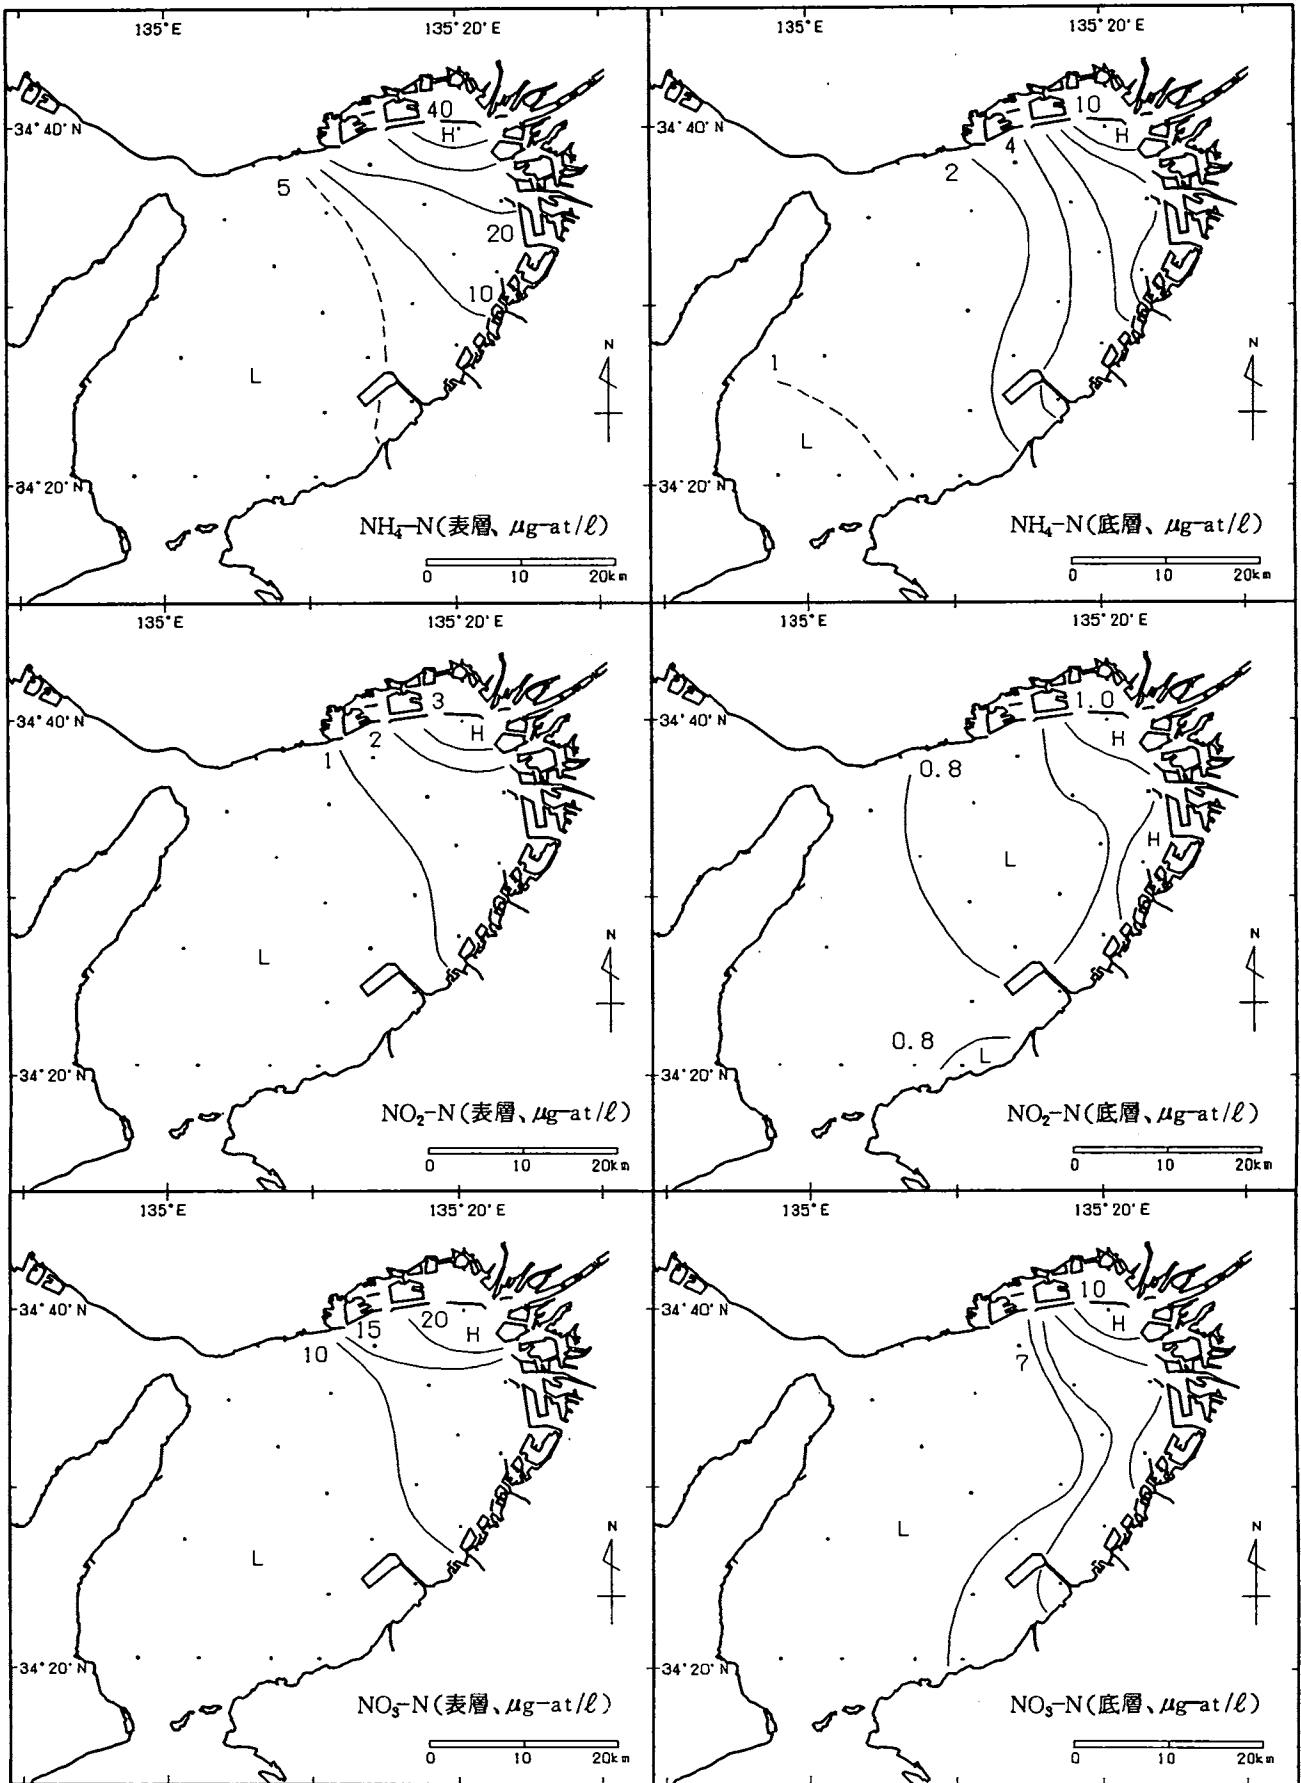 135°E 135°20'E
34°40'N
40
H
5
20
10
L
N
34°20'N
NH₄-N(表層、μg-at/ℓ)
0 10 20km
135°E 135°20'E
34°40'N
10
H
4
2
1
L
N
34°20'N
NH₄-N(底層、μg-at/ℓ)
0 10 20km
135°E 135°20'E
34°40'N
3
H
2
1
L
N
34°20'N
NO₂-N(表層、μg-at/ℓ)
0 10 20km
135°E 135°20'E
34°40'N
1.0
H
0.8
H
L
N
0.8
L
34°20'N
NO₂-N(底層、μg-at/ℓ)
0 10 20km
135°E 135°20'E
34°40'N
20
15
H
10
L
N
34°20'N
NO₃-N(表層、μg-at/ℓ)
0 10 20km
135°E 135°20'E
34°40'N
10
H
7
L
N
34°20'N
NO₃-N(底層、μg-at/ℓ)
0 10 20km